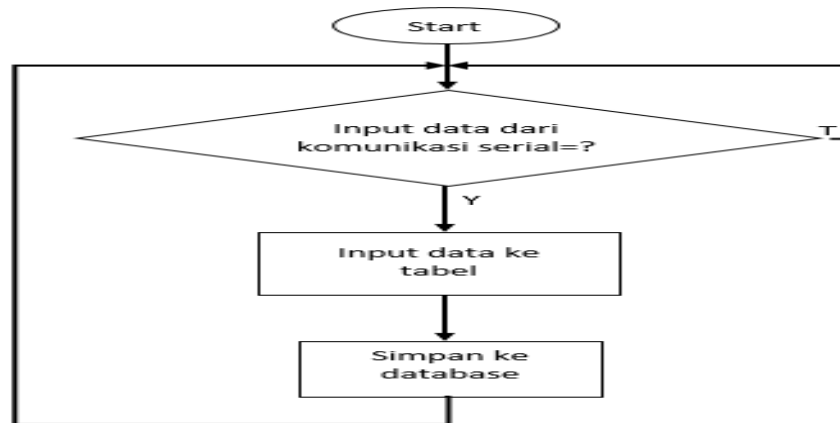 Start
Input data dari
komunikasi serial=?
T
Y
Input data ke
tabel
Simpan ke
database